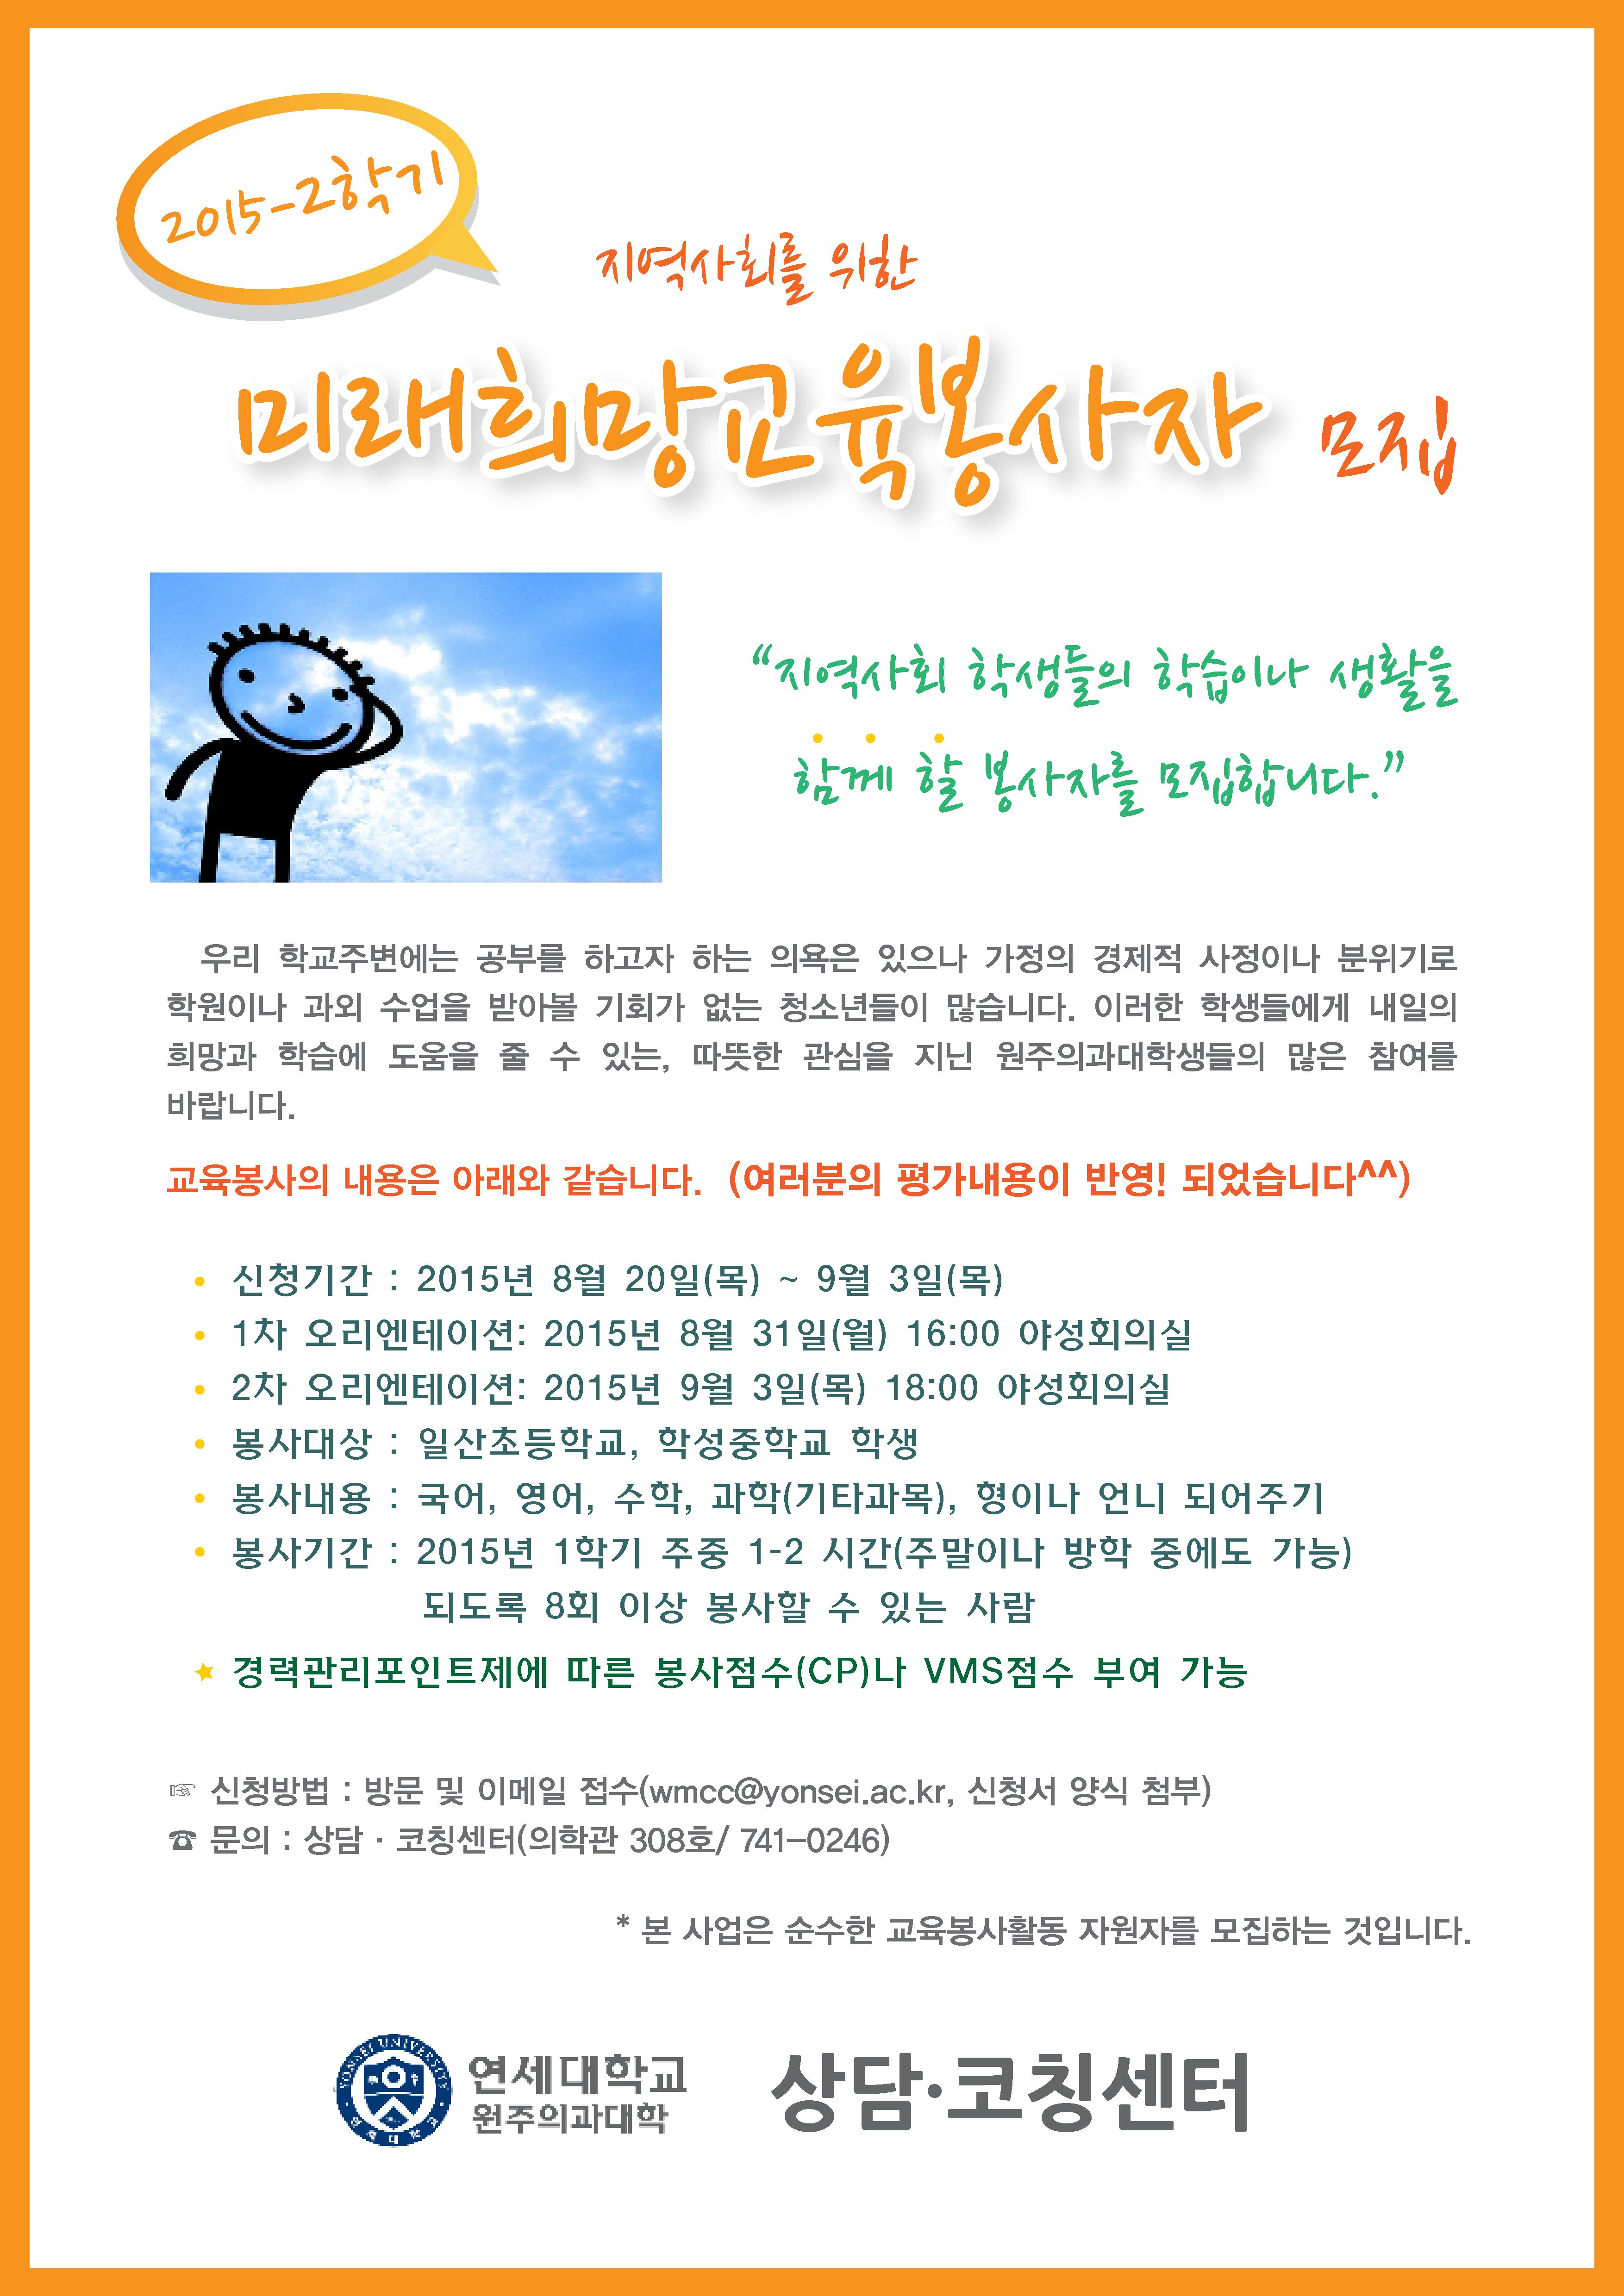 2015-2학기
지역사회를 위한
미래희망교육봉사자 모집
“지역사회 학생들의 학습이나 생활을
함께 할 봉사자를 모집합니다.”
우리 학교주변에는 공부를 하고자 하는 의욕은 있으나 가정의 경제적 사정이나 분위기로
학원이나 과외 수업을 받아볼 기회가 없는 청소년들이 많습니다. 이러한 학생들에게 내일의
희망과 학습에 도움을 줄 수 있는, 따뜻한 관심을 지닌 원주의과대학생들의 많은 참여를
바랍니다.
교육봉사의 내용은 아래와 같습니다. (여러분의 평가내용이 반영! 되었습니다^^)
• 신청기간 : 2015년 8월 20일(목) ~ 9월 3일(목)
• 1차 오리엔테이션: 2015년 8월 31일(월) 16:00 야성회의실
• 2차 오리엔테이션: 2015년 9월 3일(목) 18:00 야성회의실
• 봉사대상 : 일산초등학교, 학성중학교 학생
• 봉사내용 : 국어, 영어, 수학, 과학(기타과목), 형이나 언니 되어주기
• 봉사기간 : 2015년 1학기 주중 1-2 시간(주말이나 방학 중에도 가능)
되도록 8회 이상 봉사할 수 있는 사람
★ 경력관리포인트제에 따른 봉사점수(CP)나 VMS점수 부여 가능
☞ 신청방법 : 방문 및 이메일 접수(wmcc@yonsei.ac.kr, 신청서 양식 첨부)
☎ 문의 : 상담 · 코칭센터(의학관 308호/ 741-0246)
* 본 사업은 순수한 교육봉사활동 자원자를 모집하는 것입니다.
YONSEI UNIVERSITY
연세대학교
연세대학교
원주의과대학
상담·코칭센터